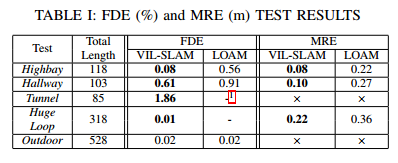 TABLE I: FDE (%) and MRE (m) TEST RESULTS
Test Total Length FDE MRE
VIL-SLAM LOAM VIL-SLAM LOAM
Highbay 118 0.08 0.56 0.08 0.22
Hallway 103 0.61 0.91 0.10 0.27
Tunnel 85 1.86 -1 × ×
Huge Loop 318 0.01 - 0.22 0.36
Outdoor 528 0.02 0.02 × ×